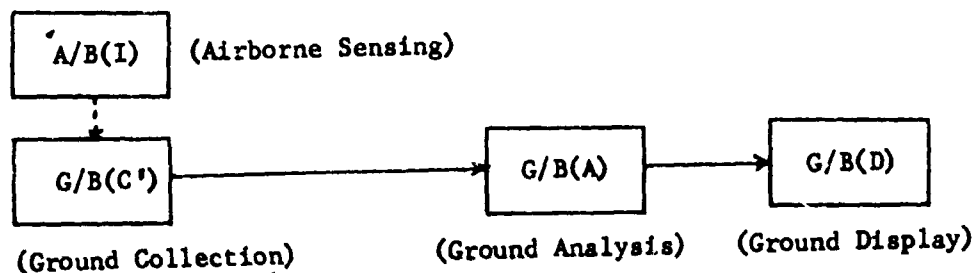 A/B(I) (Airborne Sensing)
G/B(C') G/B(A) G/B(D)
(Ground Collection) (Ground Analysis) (Ground Display)